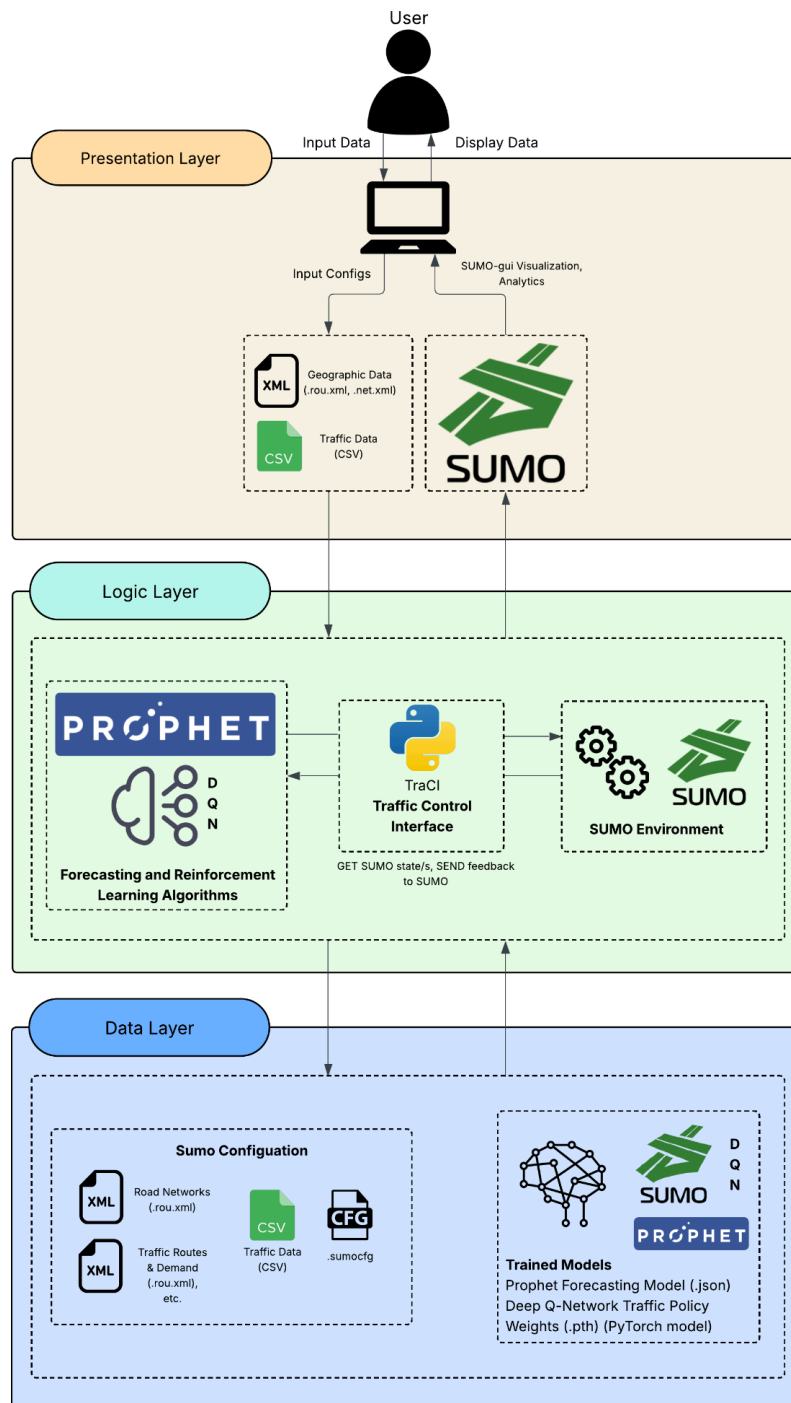 User
Input Data
Display Data
Presentation Layer
Input Configs
SUMO-gui Visualization,
Analytics
XML
Geographic Data
(.rou.xml, .net.xml)
CSV
Traffic Data
(CSV)
SUMO
Logic Layer
PROPHET
D
Q
N
Forecasting and Reinforcement
Learning Algorithms
TraCI
Traffic Control
Interface
GET SUMO state/s, SEND feedback
to SUMO
SUMO
SUMO Environment
Data Layer
Sumo Configuation
XML
Road Networks
(.rou.xml)
XML
Traffic Routes
& Demand
(.rou.xml),
etc.
CSV
Traffic Data
(CSV)
CFG
.sumocfg
SUMO
D
Q
N
PROPHET
Trained Models
Prophet Forecasting Model (.json)
Deep Q-Network Traffic Policy
Weights (.pth) (PyTorch model)